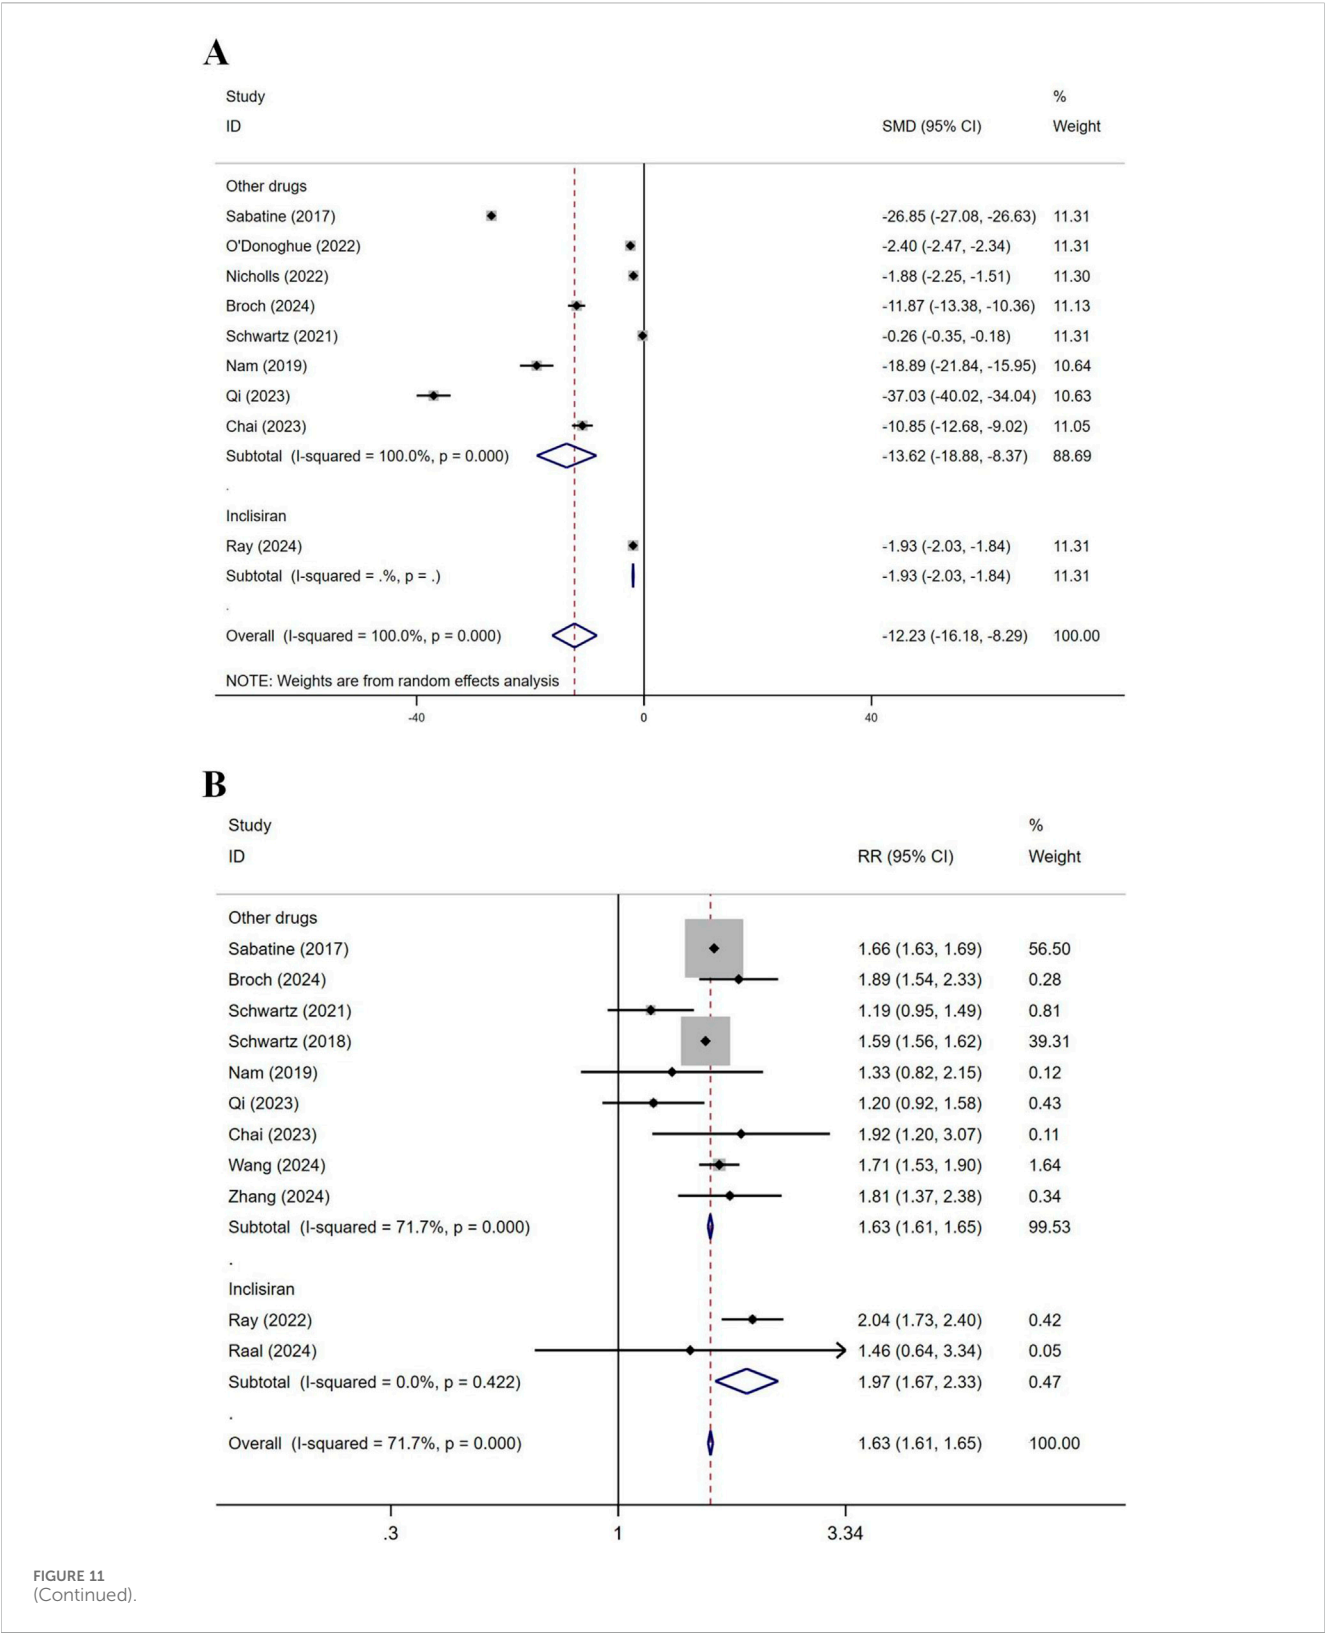 A
Study %
ID SMD (95% CI) Weight
Other drugs
Sabatine (2017) -26.85 (-27.08, -26.63) 11.31
O'Donoghue (2022) -2.40 (-2.47, -2.34) 11.31
Nicholls (2022) -1.88 (-2.25, -1.51) 11.30
Broch (2024) -11.87 (-13.38, -10.36) 11.13
Schwartz (2021) -0.26 (-0.35, -0.18) 11.31
Nam (2019) -18.89 (-21.84, -15.95) 10.64
Qi (2023) -37.03 (-40.02, -34.04) 10.63
Chai (2023) -10.85 (-12.68, -9.02) 11.05
Subtotal (I-squared = 100.0%, p = 0.000) -13.62 (-18.88, -8.37) 88.69
.
Inclisiran
Ray (2024) -1.93 (-2.03, -1.84) 11.31
Subtotal (I-squared = .%, p = .) -1.93 (-2.03, -1.84) 11.31
.
Overall (I-squared = 100.0%, p = 0.000) -12.23 (-16.18, -8.29) 100.00
NOTE: Weights are from random effects analysis
-40 0 40
B
Study %
ID RR (95% CI) Weight
Other drugs
Sabatine (2017) 1.66 (1.63, 1.69) 56.50
Broch (2024) 1.89 (1.54, 2.33) 0.28
Schwartz (2021) 1.19 (0.95, 1.49) 0.81
Schwartz (2018) 1.59 (1.56, 1.62) 39.31
Nam (2019) 1.33 (0.82, 2.15) 0.12
Qi (2023) 1.20 (0.92, 1.58) 0.43
Chai (2023) 1.92 (1.20, 3.07) 0.11
Wang (2024) 1.71 (1.53, 1.90) 1.64
Zhang (2024) 1.81 (1.37, 2.38) 0.34
Subtotal (I-squared = 71.7%, p = 0.000) 1.63 (1.61, 1.65) 99.53
.
Inclisiran
Ray (2022) 2.04 (1.73, 2.40) 0.42
Raal (2024) 1.46 (0.64, 3.34) 0.05
Subtotal (I-squared = 0.0%, p = 0.422) 1.97 (1.67, 2.33) 0.47
.
Overall (I-squared = 71.7%, p = 0.000) 1.63 (1.61, 1.65) 100.00
.3 1 3.34
FIGURE 11
(Continued).